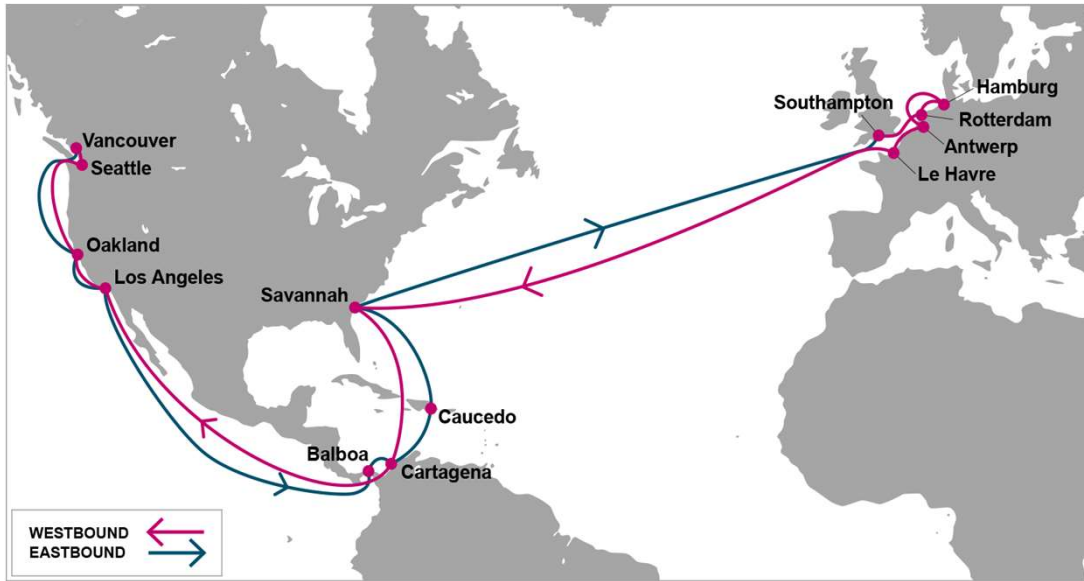 Hamburg
Southampton
Rotterdam
Vancouver
Antwerp
Seattle
Le Havre
Oakland
Los Angeles
Savannah
Caucedo
Balboa
Cartagena
WESTBOUND
EASTBOUND